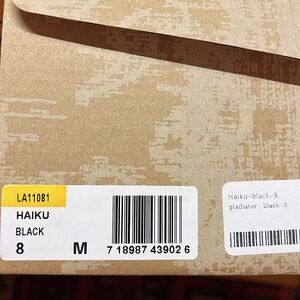 LA11081
HAIKU
BLACK
8 M 7 18987 43902 6
Haiku-black-8
gladiator black 8